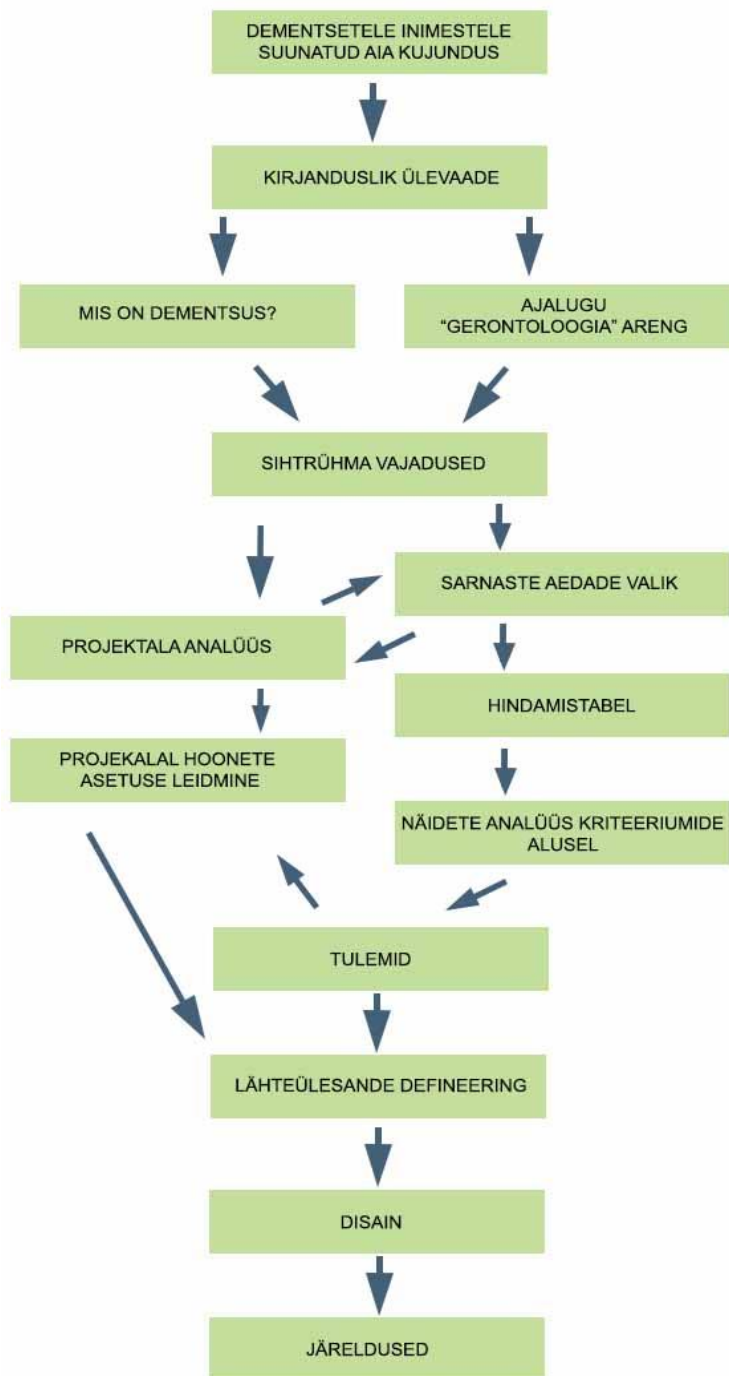 DEMENTSETELE INIMESTELE
SUUNATUD AIA KUJUNDUS
KIRJANDUSLIK ÜLEVAADE
MIS ON DEMENTSUS?
AJALUGU
"GERONTOLOOGIA" ARENG
SIHTRÜHMA VAJADUSED
SARNASTE AEDADE VALIK
PROJEKTALA ANALÜÜS
HINDAMISTABEL
PROJEKALAL HOONETE
ASETUSE LEIDMINE
NÄIDETE ANALÜÜS KRITEERIUMIDE
ALUSEL
TULEMID
LÄHTEÜLESANDE DEFINEERING
DISAIN
JÄRELDUSED